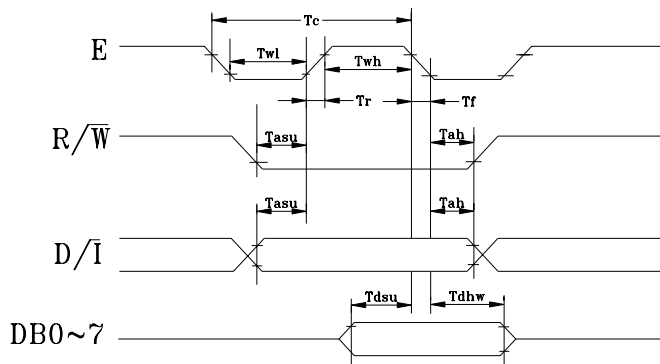 Tc
E
Twl
Twh
Tr
Tf
R/W̅
Tasu
Tah
Tasu
Tah
D/I̅
Tdsu
Tdhw
DB0~7